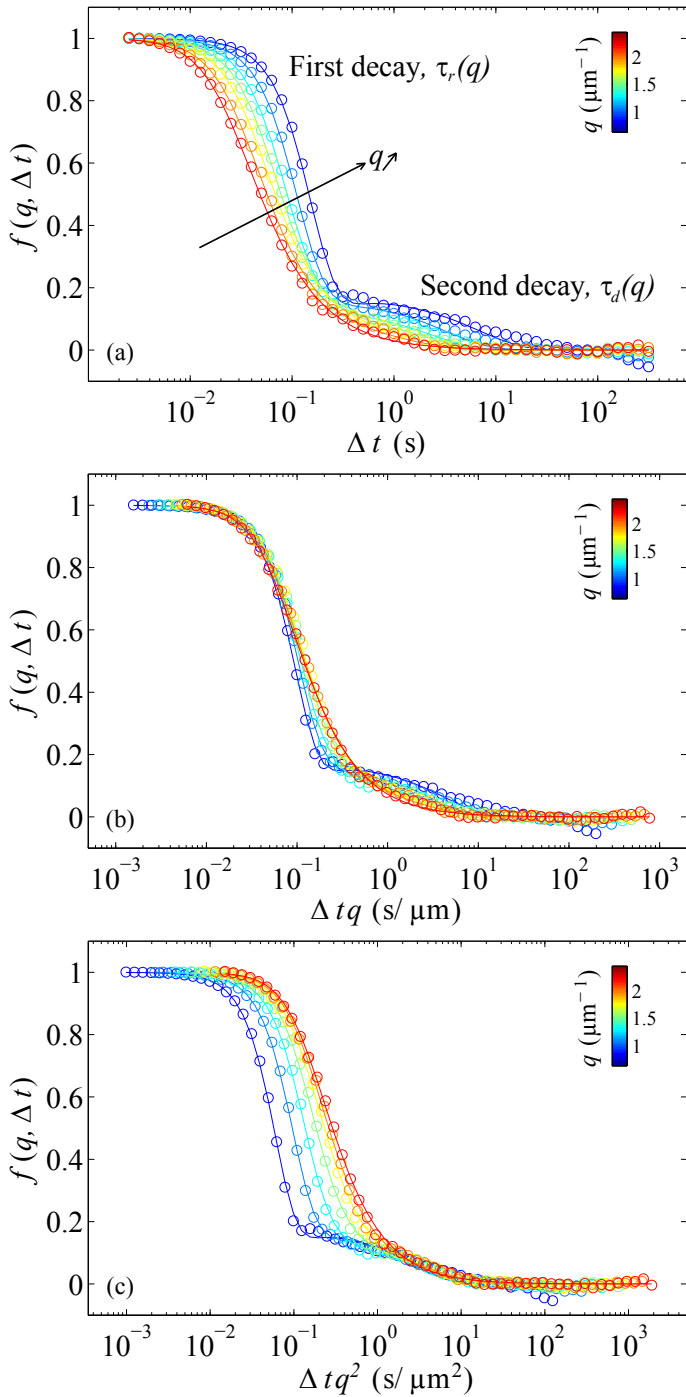 1
0.8
0.6
0.4
0.2
0
f (q, Δ t)
First decay, τr(q)
q↗
Second decay, τd(q)
(a)
q (µm⁻¹)
2
1.5
1
10⁻² 10⁻¹ 10⁰ 10¹ 10²
Δ t (s)
1
0.8
0.6
0.4
0.2
0
f (q, Δ t)
(b)
q (µm⁻¹)
2
1.5
1
10⁻³ 10⁻² 10⁻¹ 10⁰ 10¹ 10² 10³
Δ tq (s/ µm)
1
0.8
0.6
0.4
0.2
0
f (q, Δ t)
(c)
q (µm⁻¹)
2
1.5
1
10⁻³ 10⁻² 10⁻¹ 10⁰ 10¹ 10² 10³
Δ tq² (s/ µm²)